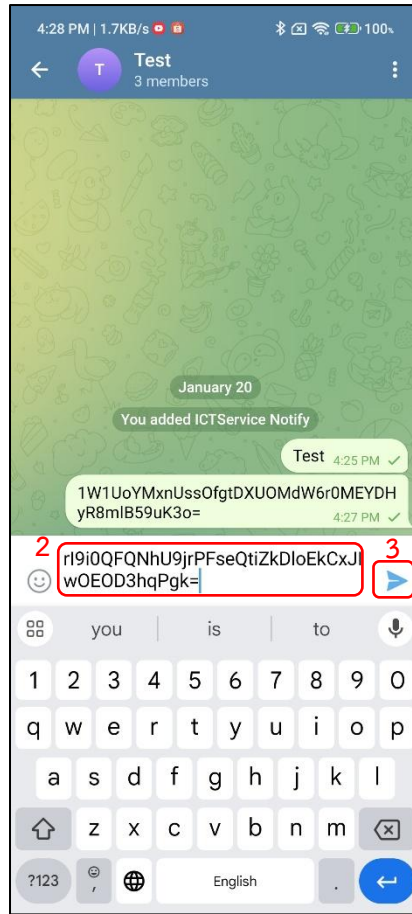 4:28 PM | 1.7KB/s 100%
T
Test
3 members
January 20
You added ICTService Notify
Test 4:25 PM
1W1UoYMxnUssOfgtDXUOMdW6r0MEYDH
yR8mlB59uK3o= 4:27 PM
2
3
wOEOD3hqPgk=
you is to
1 2 3 4 5 6 7 8 9 0
q w e r t y u i o p
a s d f g h j k l
z x c v b n m
?123 , English .